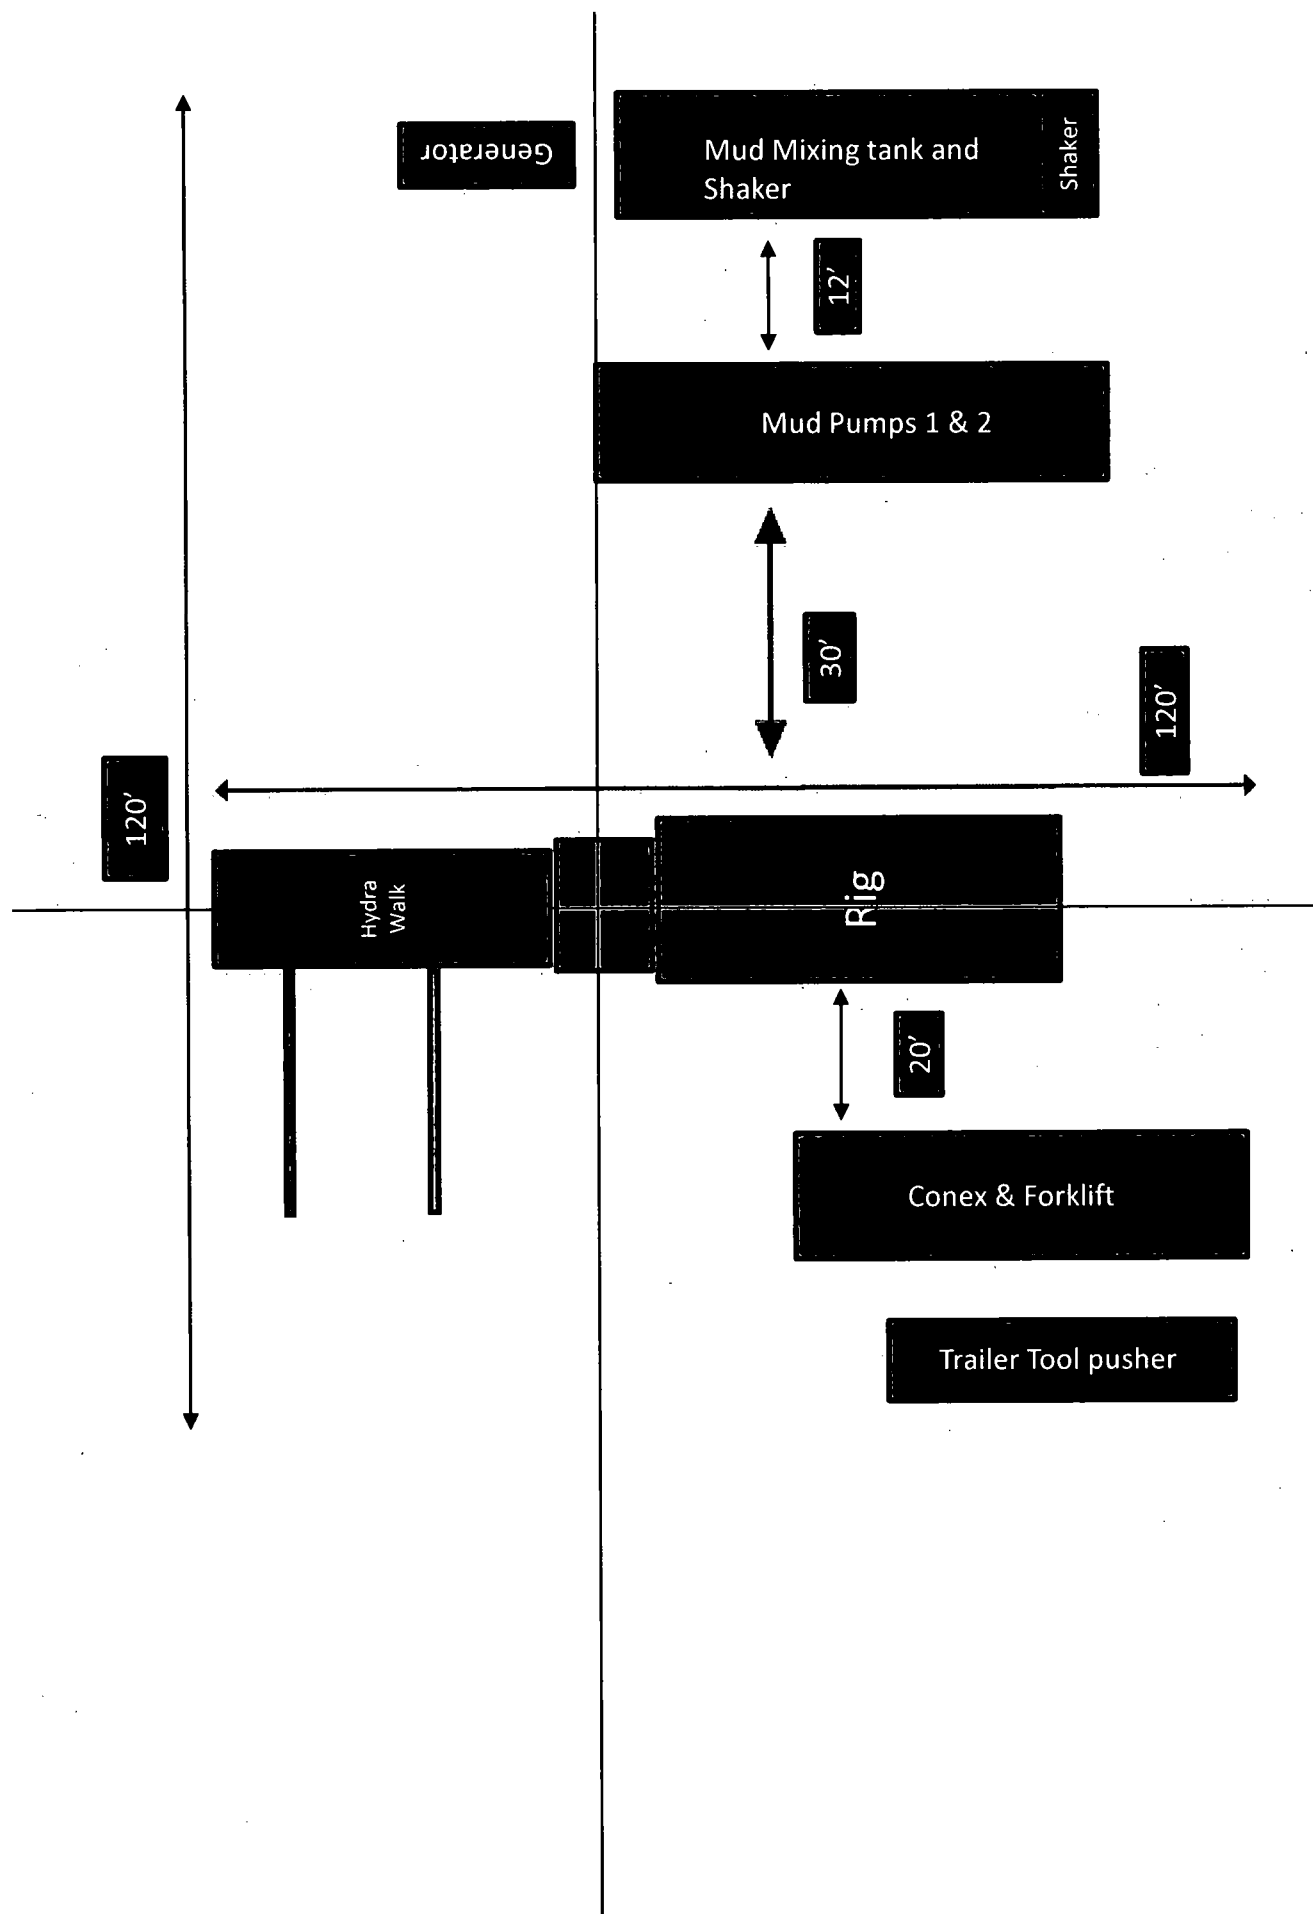 Generator
Mud Mixing tank and
Shaker
Shaker
12’
Mud Pumps 1 & 2
30’
120’
120’
Hydra
Walk
Rig
20’
Conex & Forklift
Trailer Tool pusher